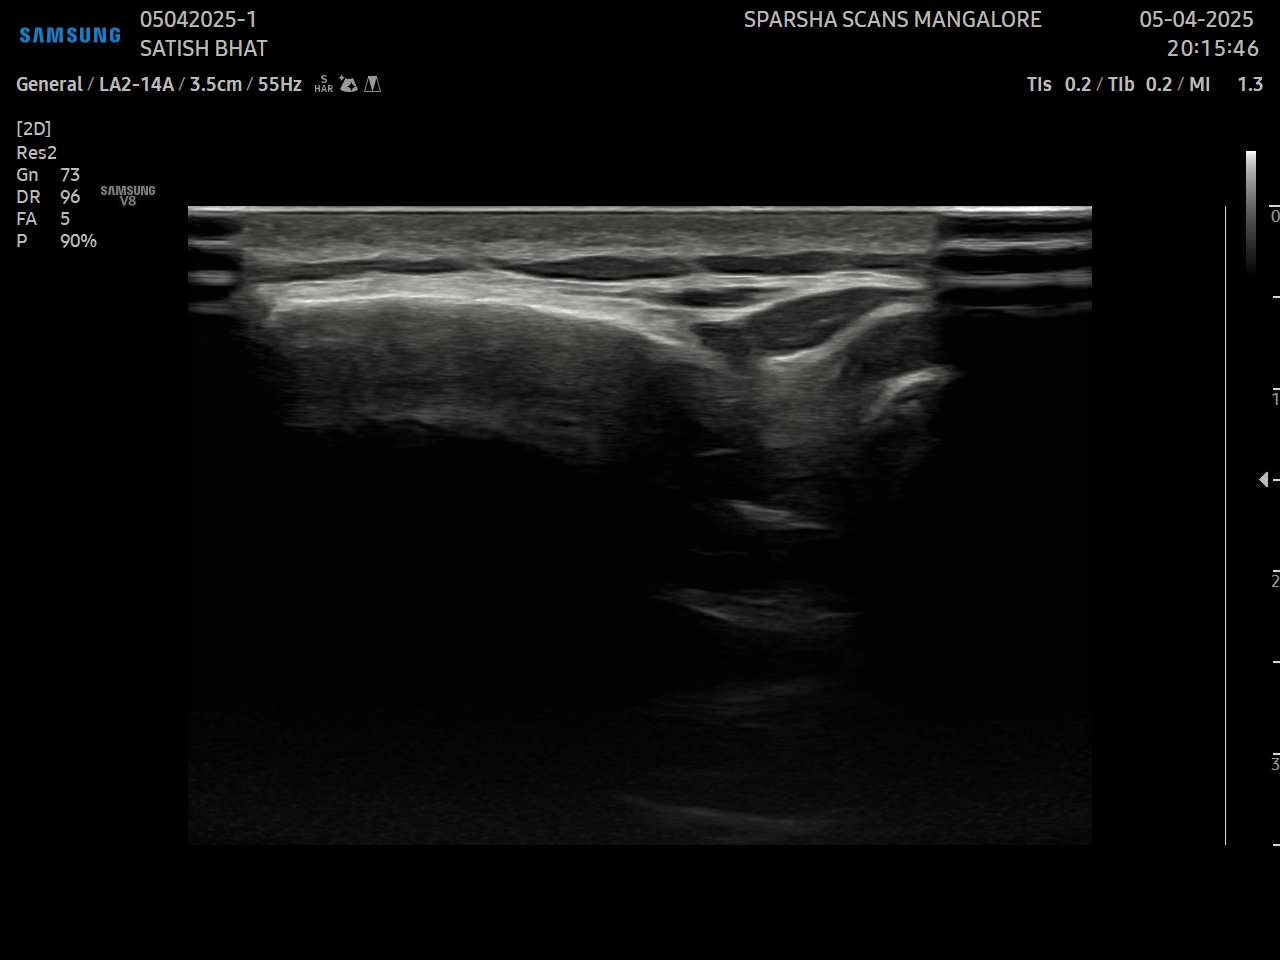 SAMSUNG
05042025-1
SATISH BHAT
SPARSHA SCANS MANGALORE
05-04-2025
20:15:46
General / LA2-14A / 3.5cm / 55Hz
S
HAR
TIs 0.2 / TIb 0.2 / MI 1.3
[2D]
Res2
Gn 73
DR 96
FA 5
P 90%
SAMSUNG
V8
0
1
2
3